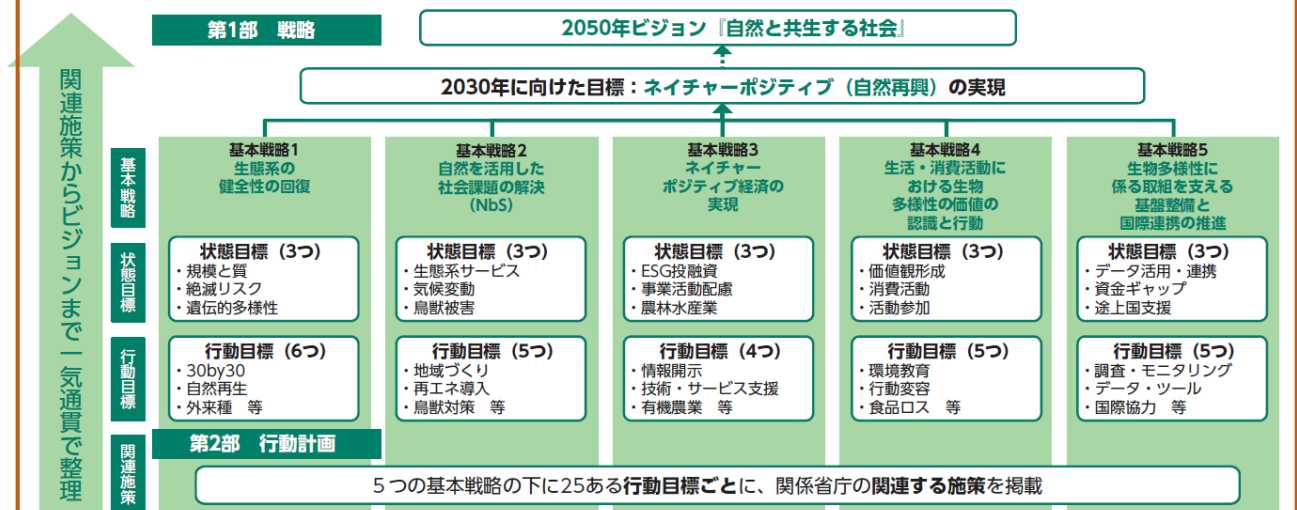 関連施策からビジョンまで一気通貫で整理
第1部 戦略
2050年ビジョン『自然と共生する社会』
2030年に向けた目標：ネイチャーポジティブ（自然再興）の実現
基本戦略
基本戦略1
生態系の
健全性の回復
基本戦略2
自然を活用した
社会課題の解決
（NbS）
基本戦略3
ネイチャー
ポジティブ経済の
実現
基本戦略4
生活・消費活動に
おける生物
多様性の価値の
認識と行動
基本戦略5
生物多様性に
係る取組を支える
基盤整備と
国際連携の推進
状態目標
状態目標（3つ）
・規模と質
・絶滅リスク
・遺伝的多様性
状態目標（3つ）
・生態系サービス
・気候変動
・鳥獣被害
状態目標（3つ）
・ESG投融資
・事業活動配慮
・農林水産業
状態目標（3つ）
・価値観形成
・消費活動
・活動参加
状態目標（3つ）
・データ活用・連携
・資金ギャップ
・途上国支援
行動目標
行動目標（6つ）
・30by30
・自然再生
・外来種 等
行動目標（5つ）
・地域づくり
・再エネ導入
・鳥獣対策 等
行動目標（4つ）
・情報開示
・技術・サービス支援
・有機農業 等
行動目標（5つ）
・環境教育
・行動変容
・食品ロス 等
行動目標（5つ）
・調査・モニタリング
・データ・ツール
・国際協力 等
第2部 行動計画
関連施策
5つの基本戦略の下に25ある行動目標ごとに、関係省庁の関連する施策を掲載